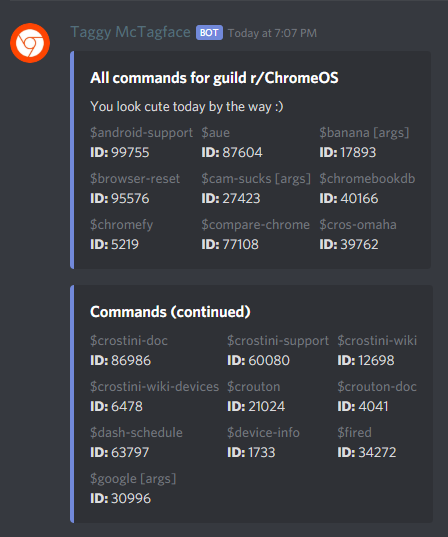 Taggy McTagface BOT Today at 7:07 PM
All commands for guild r/ChromeOS
You look cute today by the way :)
$android-support $aue $banana [args]
ID: 99755 ID: 87604 ID: 17893
$browser-reset $cam-sucks [args] $chromebookdb
ID: 95576 ID: 27423 ID: 40166
$chromefy $compare-chrome $cros-omaha
ID: 5219 ID: 77108 ID: 39762
Commands (continued)
$crostini-doc $crostini-support $crostini-wiki
ID: 86986 ID: 60080 ID: 12698
$crostini-wiki-devices $crouton $crouton-doc
ID: 6478 ID: 21024 ID: 4041
$dash-schedule $device-info $fired
ID: 63797 ID: 1733 ID: 34272
$google [args]
ID: 30996